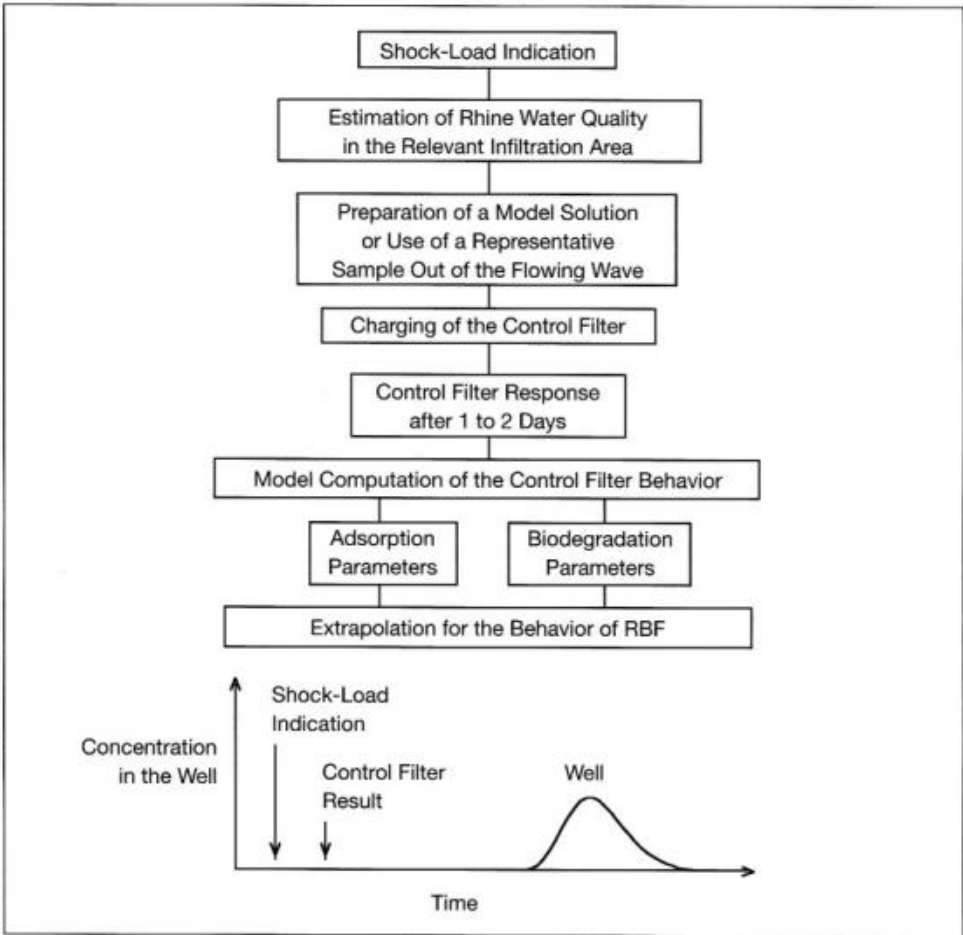 Shock-Load Indication
Estimation of Rhine Water Quality
in the Relevant Infiltration Area
Preparation of a Model Solution
or Use of a Representative
Sample Out of the Flowing Wave
Charging of the Control Filter
Control Filter Response
after 1 to 2 Days
Model Computation of the Control Filter Behavior
Adsorption
Parameters
Biodegradation
Parameters
Extrapolation for the Behavior of RBF
Shock-Load
Indication
Concentration
in the Well
Control Filter
Result
Well
Time